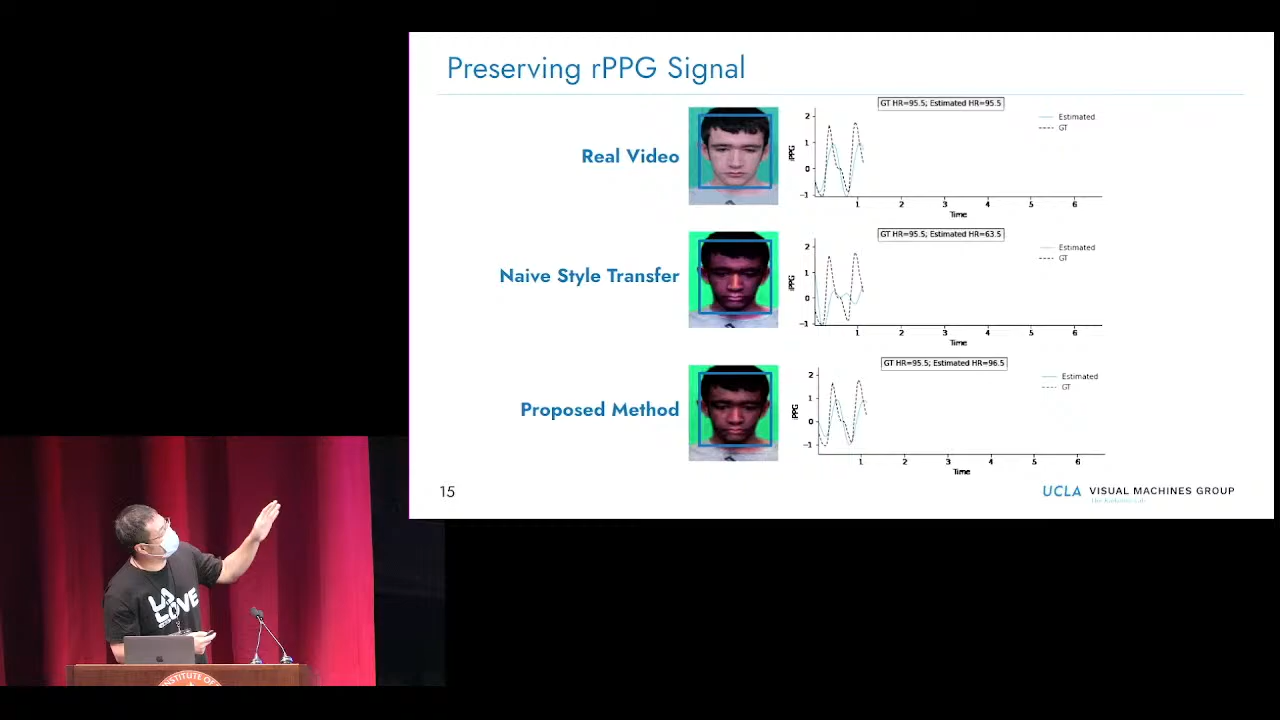 Preserving rPPG Signal
Real Video
GT HR=95.5; Estimated HR=95.5
Estimated
GT
rPPG
2
1
0
-1
1 2 3 4 5 6
Time
Naive Style Transfer
GT HR=95.5; Estimated HR=63.5
Estimated
GT
rPPG
2
1
0
-1
1 2 3 4 5 6
Time
Proposed Method
GT HR=95.5; Estimated HR=96.5
Estimated
GT
rPPG
2
1
0
-1
1 2 3 4 5 6
Time
15
UCLA VISUAL MACHINES GROUP
LA
LOVE
INSTITUTE OF